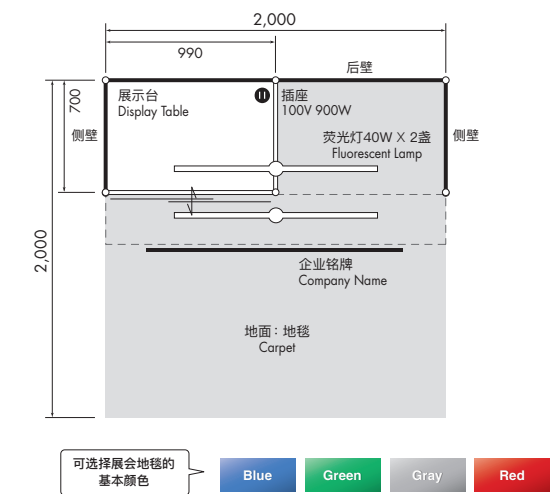 2,000
990
后壁
700
展示台
Display Table
插座
100V 900W
侧壁
荧光灯40W X 2盏
Fluorescent Lamp
侧壁
2,000
企业铭牌
Company Name
地面：地毯
Carpet
可选择展会地毯的
基本颜色
Blue
Green
Gray
Red